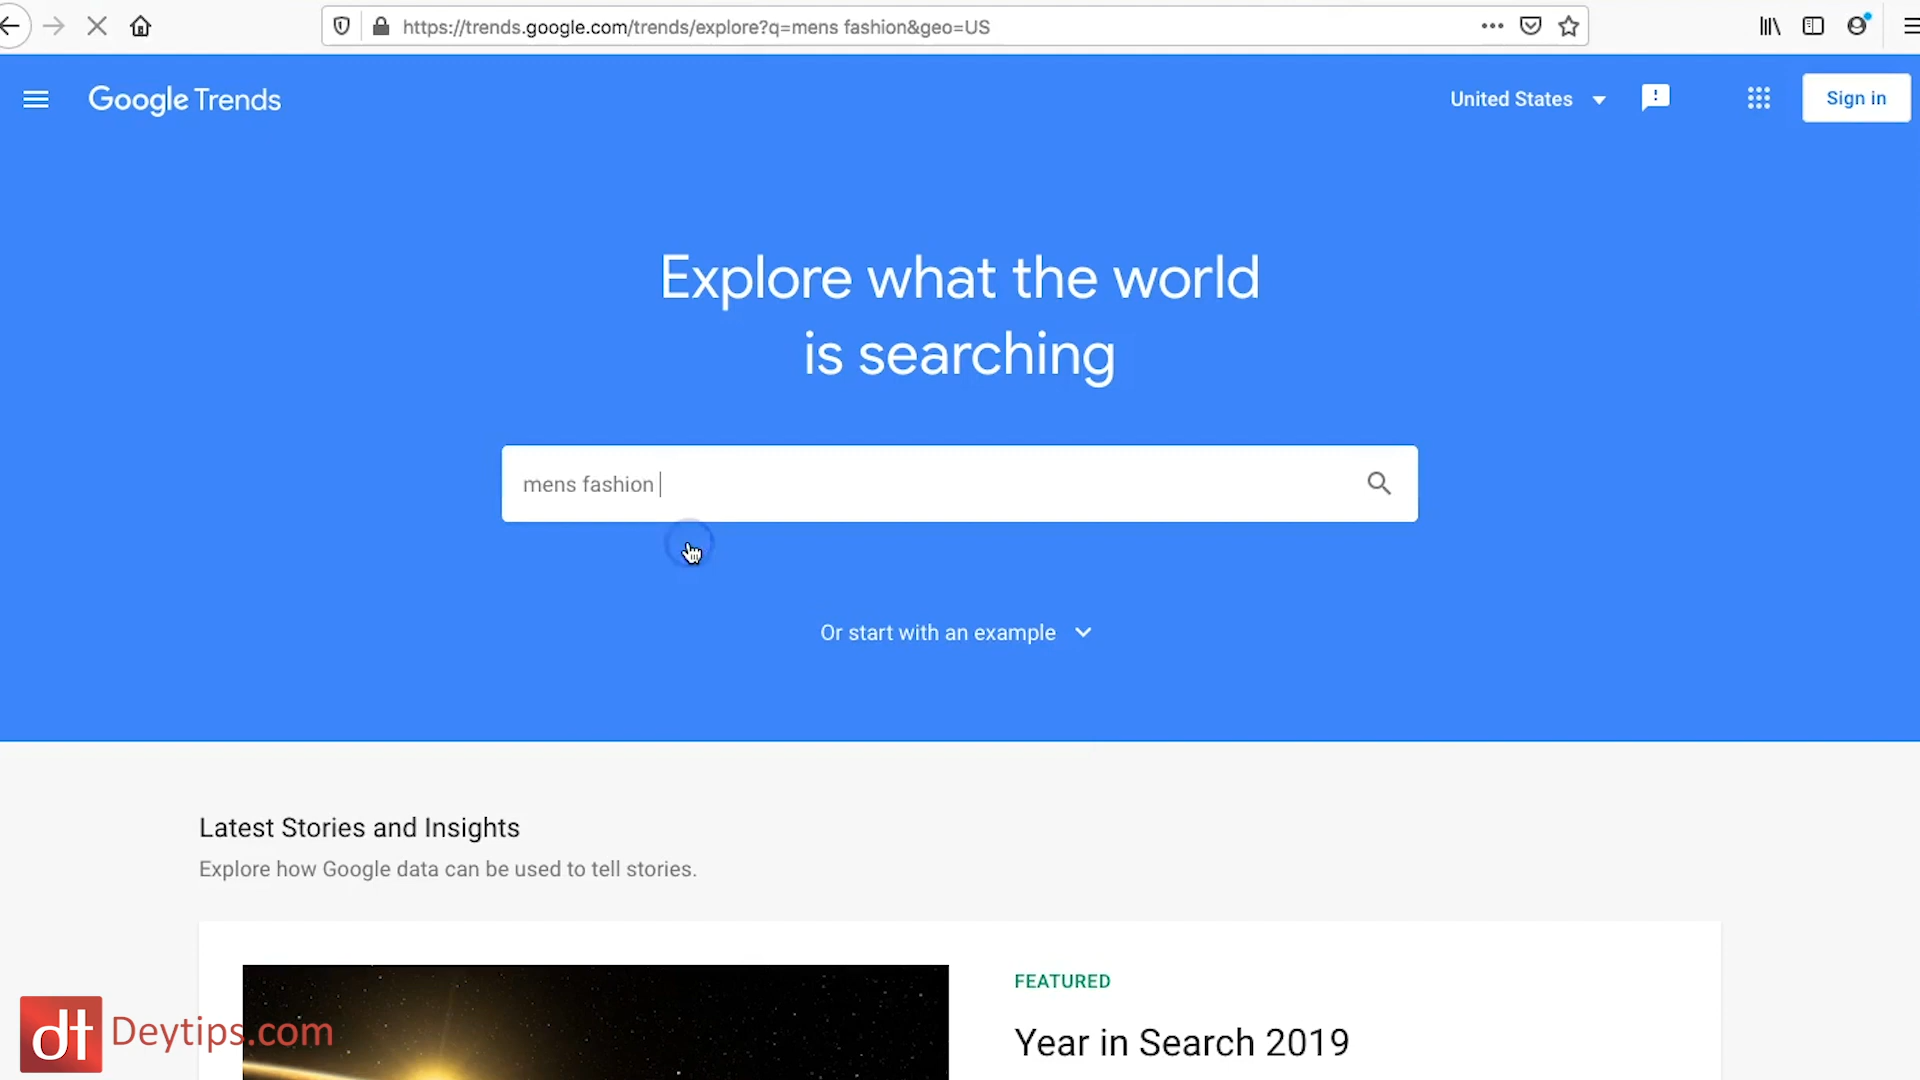 https://trends.google.com/trends/explore?q=mens fashion&geo=US
Google Trends
United States
Sign in
Explore what the world
is searching
mens fashion
Or start with an example
Latest Stories and Insights
Explore how Google data can be used to tell stories.
FEATURED
Year in Search 2019
dt Deytips.com